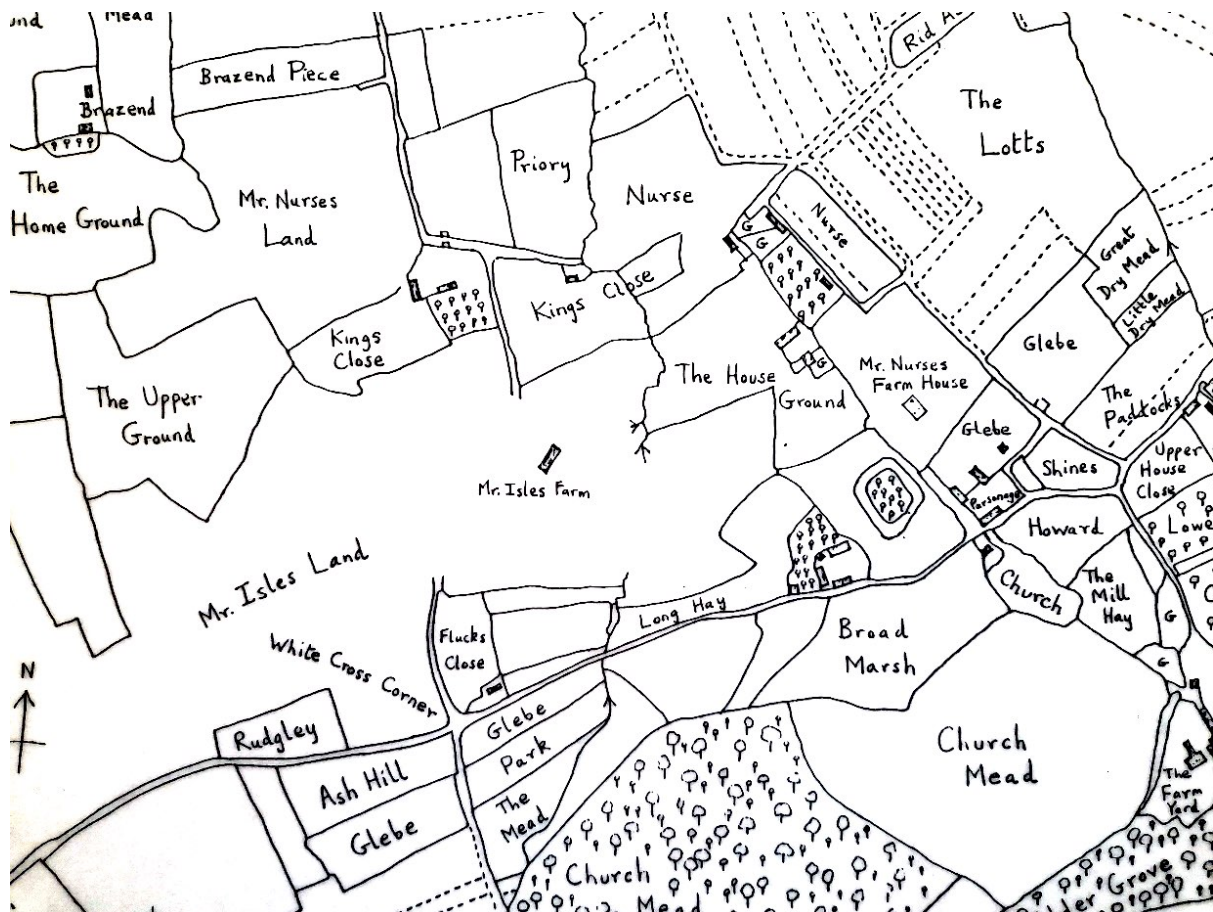 Mead
Brazend Piece
Brazend
The
Home Ground
Mr. Nurses
Land
Priory
Nurse
The
Lotts
G
G
Nurse
Great
Dry Mead
Little
Dry Mead
Kings
Close
Kings Close
The Upper
Ground
The House
Ground
G
Mr. Nurses
Farm House
Glebe
The
Paddocks
Glebe
Shines
Upper
House
Close
Parsonage
Howard
Mr. Isles Farm
Mr. Isles Land
White Cross Corner
Flucks
Close
Long Hay
Broad
Marsh
Church
The
Mill
Hay
G
G
N
Rudgley
Ash Hill
Glebe
Glebe
Park
The
Mead
Church
Mead
The
Farm
Yard
Church
Mead
Grove